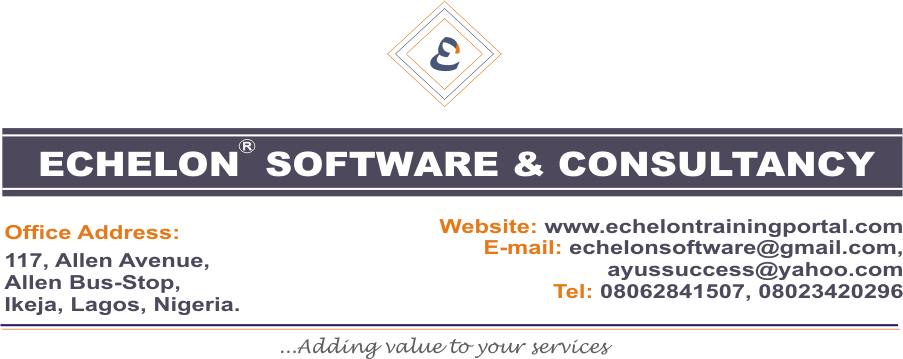 ε
ECHELON® SOFTWARE & CONSULTANCY
Office Address:
117, Allen Avenue,
Allen Bus-Stop,
Ikeja, Lagos, Nigeria.
Website: www.echelontrainingportal.com
E-mail: echelonsoftware@gmail.com,
ayussuccess@yahoo.com
Tel: 08062841507, 08023420296
...Adding value to your services